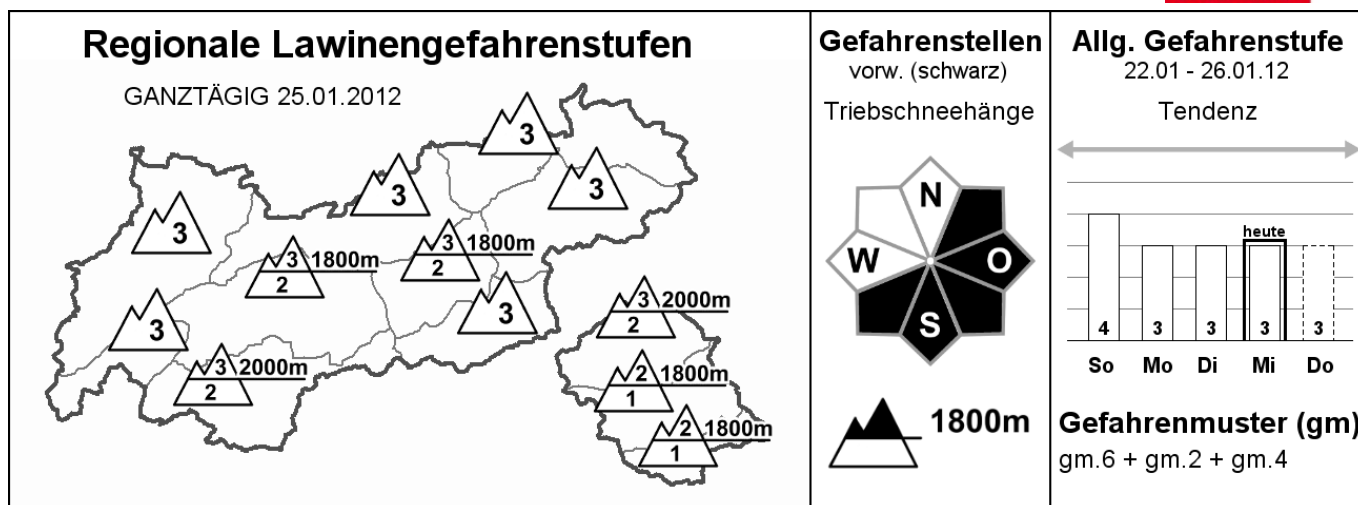 Regionale Lawinengefahrenstufen
GANZTÄGIG 25.01.2012
3
3
3
3
3 1800m
2
3 1800m
2
3
3
3 2000m
2
3 2000m
2
2 1800m
1
2 1800m
1
Gefahrenstellen
vorw. (schwarz)
Triebschneehänge
N
W
O
S
1800m
Allg. Gefahrenstufe
22.01 - 26.01.12
Tendenz
heute
4 3 3 3 3
So Mo Di Mi Do
Gefahrenmuster (gm)
gm.6 + gm.2 + gm.4